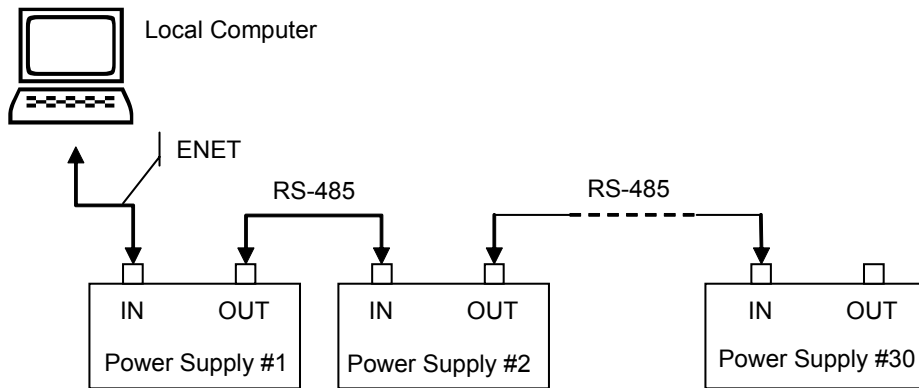 Local Computer
ENET
RS-485
RS-485
IN
OUT
IN
OUT
IN
OUT
Power Supply #1
Power Supply #2
Power Supply #30